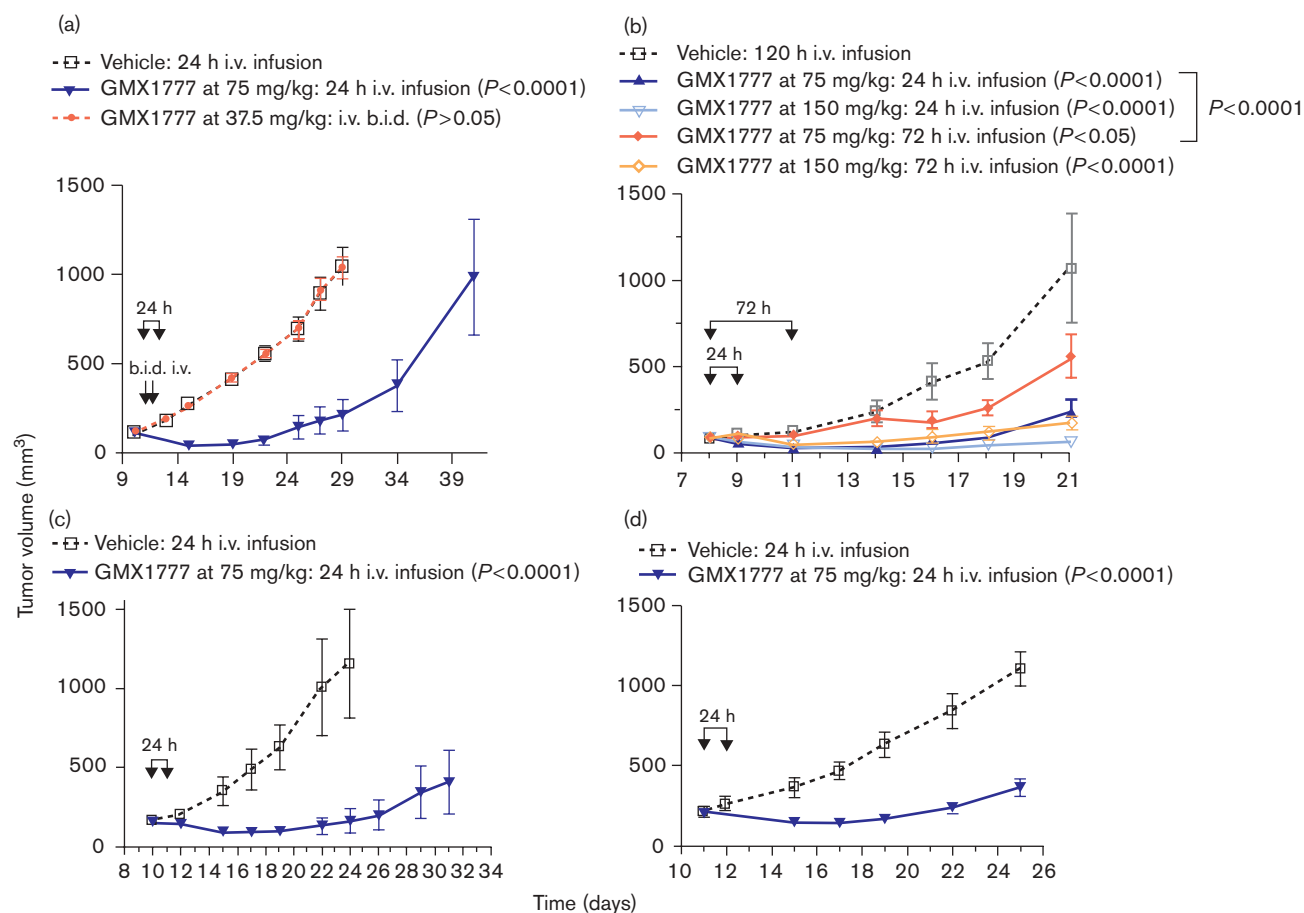 (a)
Vehicle: 24 h i.v. infusion
GMX1777 at 75 mg/kg: 24 h i.v. infusion (P<0.0001)
GMX1777 at 37.5 mg/kg: i.v. b.i.d. (P>0.05)
1500
1000
500
0
24 h
b.i.d. i.v.
9 14 19 24 29 34 39
(b)
Vehicle: 120 h i.v. infusion
GMX1777 at 75 mg/kg: 24 h i.v. infusion (P<0.0001)
GMX1777 at 150 mg/kg: 24 h i.v. infusion (P<0.0001)
GMX1777 at 75 mg/kg: 72 h i.v. infusion (P<0.05)
GMX1777 at 150 mg/kg: 72 h i.v. infusion (P<0.0001)
P<0.0001
1500
1000
500
0
72 h
24 h
7 9 11 13 15 17 19 21
(c)
Vehicle: 24 h i.v. infusion
GMX1777 at 75 mg/kg: 24 h i.v. infusion (P<0.0001)
1500
1000
500
0
24 h
8 10 12 14 16 18 20 22 24 26 28 30 32 34
(d)
Vehicle: 24 h i.v. infusion
GMX1777 at 75 mg/kg: 24 h i.v. infusion (P<0.0001)
1500
1000
500
0
24 h
10 12 14 16 18 20 22 24 26
Tumor volume (mm³)
Time (days)